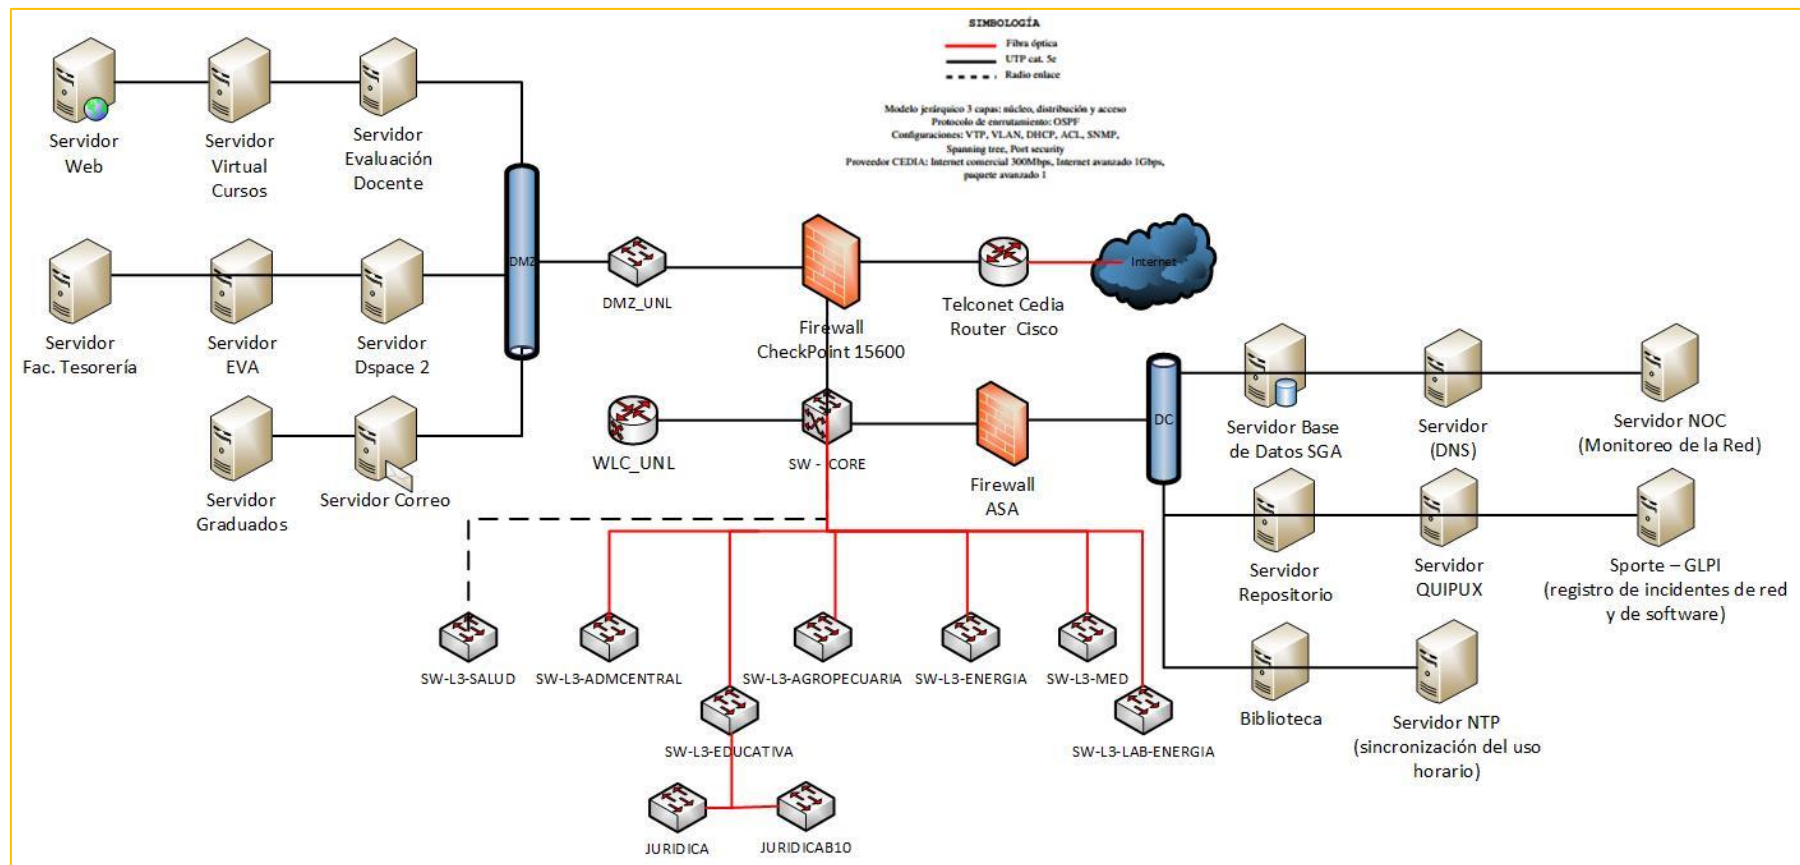 SIMBOLOGÍA
Fibra óptica
UTP cat. 5e
Radio enlace
Modelo jerárquico 3 capas: núcleo, distribución y acceso
Protocolo de enrrutamiento: OSPF
Configuraciones: VTP, VLAN, DHCP, ACL, SNMP,
Spanning tree, Port security
Proveedor CEDIA: Internet comercial 300Mbps, Internet avanzado 1Gbps,
paquete avanzado 1
Servidor
Web
Servidor
Virtual
Cursos
Servidor
Evaluación
Docente
Servidor
Fac. Tesorería
Servidor
EVA
Servidor
Dspace 2
Servidor
Graduados
Servidor Correo
DMZ
DMZ_UNL
Firewall
CheckPoint 15600
Telconet Cedia
Router Cisco
Internet
WLC_UNL
SW - CORE
Firewall
ASA
DC
Servidor Base
de Datos SGA
Servidor
(DNS)
Servidor NOC
(Monitoreo de la Red)
Servidor
Repositorio
Servidor
QUIPUX
Sporte – GLPI
(registro de incidentes de red
y de software)
Biblioteca
Servidor NTP
(sincronización del uso
horario)
SW-L3-SALUD
SW-L3-ADMCENTRAL
SW-L3-AGROPECUARIA
SW-L3-ENERGIA
SW-L3-MED
SW-L3-EDUCATIVA
SW-L3-LAB-ENERGIA
JURIDICA
JURIDICAB10